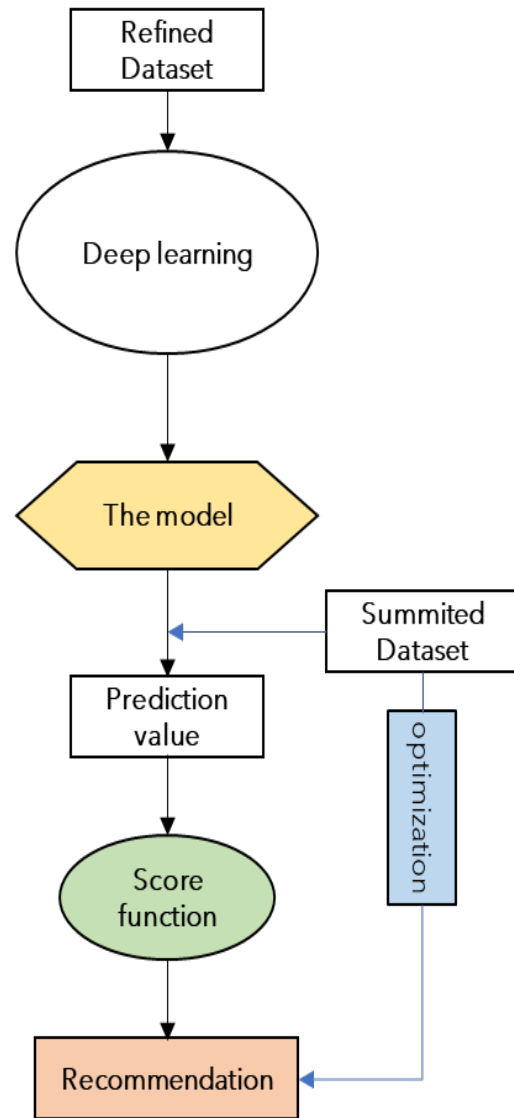 Refined
Dataset
Deep learning
The model
Summited
Dataset
Prediction
value
optimization
Score
function
Recommendation